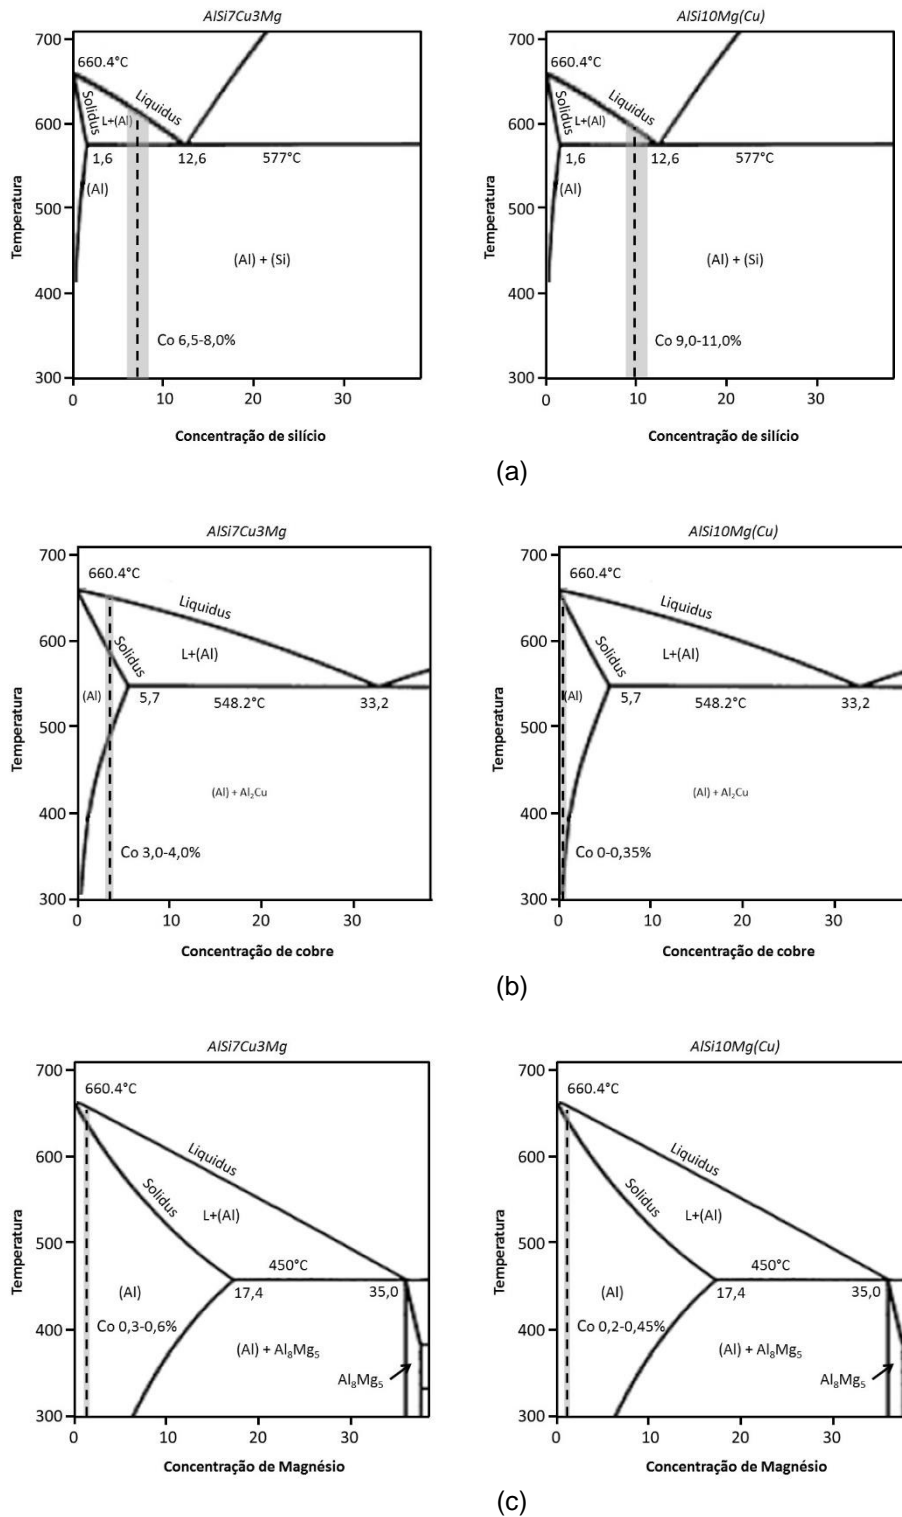 AlSi7Cu3Mg
700
660.4°C
Solidus
Liquidus
L+(Al)
600
1,6
12,6
577°C
(Al)
500
(Al) + (Si)
400
Co 6,5-8,0%
300
0
10
20
30
Temperatura
Concentração de silício
AlSi10Mg(Cu)
700
660.4°C
Solidus
Liquidus
L+(Al)
600
1,6
12,6
577°C
(Al)
500
(Al) + (Si)
400
Co 9,0-11,0%
300
0
10
20
30
Temperatura
Concentração de silício
(a)
AlSi7Cu3Mg
700
660.4°C
Liquidus
600
Solidus
L+(Al)
(Al)
5,7
548.2°C
33,2
500
(Al) + Al₂Cu
400
Co 3,0-4,0%
300
0
10
20
30
Temperatura
Concentração de cobre
AlSi10Mg(Cu)
700
660.4°C
Liquidus
600
Solidus
L+(Al)
(Al)
5,7
548.2°C
33,2
500
(Al) + Al₂Cu
400
Co 0-0,35%
300
0
10
20
30
Temperatura
Concentração de cobre
(b)
AlSi7Cu3Mg
700
660.4°C
600
Liquidus
Solidus
L+(Al)
500
450°C
(Al)
17,4
35,0
400
Co 0,3-0,6%
(Al) + Al₈Mg₅
Al₈Mg₅
300
0
10
20
30
Temperatura
Concentração de Magnésio
AlSi10Mg(Cu)
700
660.4°C
600
Liquidus
Solidus
L+(Al)
500
450°C
(Al)
17,4
35,0
400
Co 0,2-0,45%
(Al) + Al₈Mg₅
Al₈Mg₅
300
0
10
20
30
Temperatura
Concentração de Magnésio
(c)